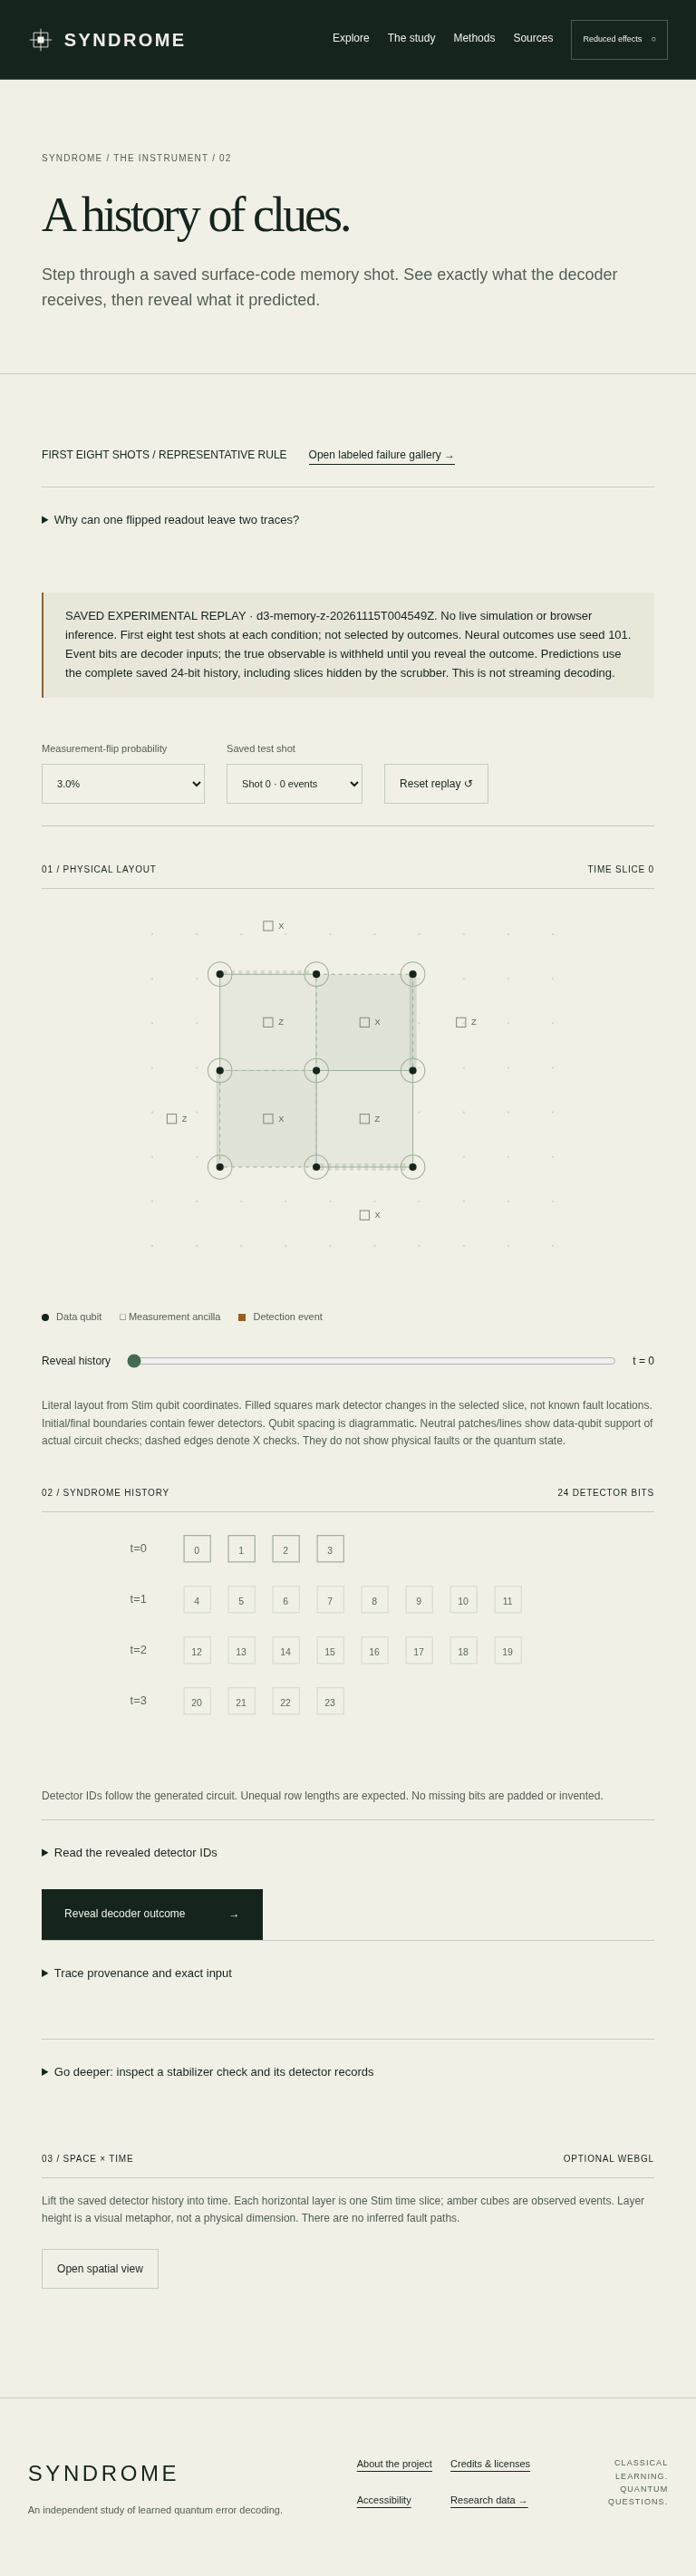 SYNDROME
Explore The study Methods Sources Reduced effects ○
SYNDROME / THE INSTRUMENT / 02
A history of clues.
Step through a saved surface-code memory shot. See exactly what the decoder
receives, then reveal what it predicted.
FIRST EIGHT SHOTS / REPRESENTATIVE RULE Open labeled failure gallery →
Why can one flipped readout leave two traces?
SAVED EXPERIMENTAL REPLAY · d3-memory-z-20261115T004549Z. No live simulation or browser
inference. First eight test shots at each condition; not selected by outcomes. Neural outcomes use seed 101.
Event bits are decoder inputs; the true observable is withheld until you reveal the outcome. Predictions use
the complete saved 24-bit history, including slices hidden by the scrubber. This is not streaming decoding.
Measurement-flip probability Saved test shot
3.0% Shot 0 · 0 events Reset replay ↺
01 / PHYSICAL LAYOUT TIME SLICE 0
X
Z X Z
Z X Z
X
Data qubit □ Measurement ancilla Detection event
Reveal history t = 0
Literal layout from Stim qubit coordinates. Filled squares mark detector changes in the selected slice, not known fault locations.
Initial/final boundaries contain fewer detectors. Qubit spacing is diagrammatic. Neutral patches/lines show data-qubit support of
actual circuit checks; dashed edges denote X checks. They do not show physical faults or the quantum state.
02 / SYNDROME HISTORY 24 DETECTOR BITS
t=0 0 1 2 3
t=1 4 5 6 7 8 9 10 11
t=2 12 13 14 15 16 17 18 19
t=3 20 21 22 23
Detector IDs follow the generated circuit. Unequal row lengths are expected. No missing bits are padded or invented.
Read the revealed detector IDs
Reveal decoder outcome →
Trace provenance and exact input
Go deeper: inspect a stabilizer check and its detector records
03 / SPACE × TIME OPTIONAL WEBGL
Lift the saved detector history into time. Each horizontal layer is one Stim time slice; amber cubes are observed events. Layer
height is a visual metaphor, not a physical dimension. There are no inferred fault paths.
Open spatial view
SYNDROME
An independent study of learned quantum error decoding.
About the project Credits & licenses
Accessibility Research data →
CLASSICAL
LEARNING.
QUANTUM
QUESTIONS.